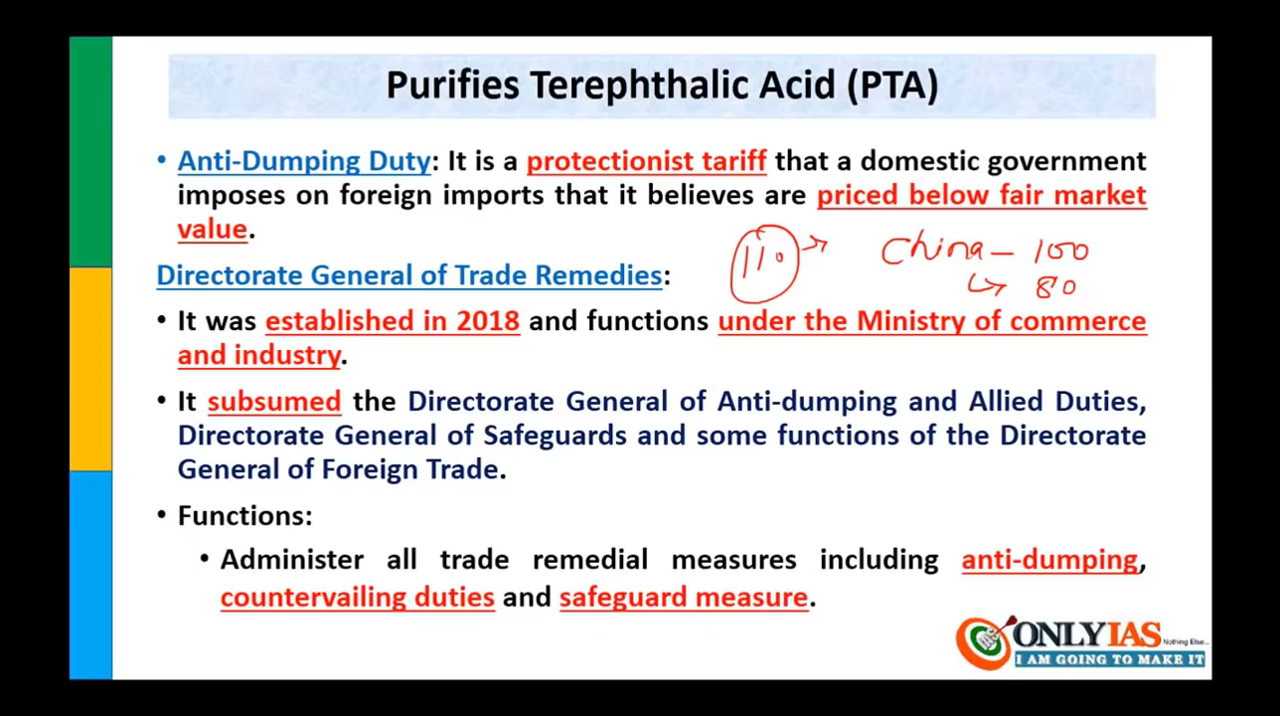 Purifies Terephthalic Acid (PTA)
• Anti-Dumping Duty: It is a protectionist tariff that a domestic government
imposes on foreign imports that it believes are priced below fair market
value.
110 → China – 100
↳ 80
Directorate General of Trade Remedies:
• It was established in 2018 and functions under the Ministry of commerce
and industry.
• It subsumed the Directorate General of Anti-dumping and Allied Duties,
Directorate General of Safeguards and some functions of the Directorate
General of Foreign Trade.
• Functions:
• Administer all trade remedial measures including anti-dumping,
countervailing duties and safeguard measure.
ONLYIAS Nothing Else...
I AM GOING TO MAKE IT